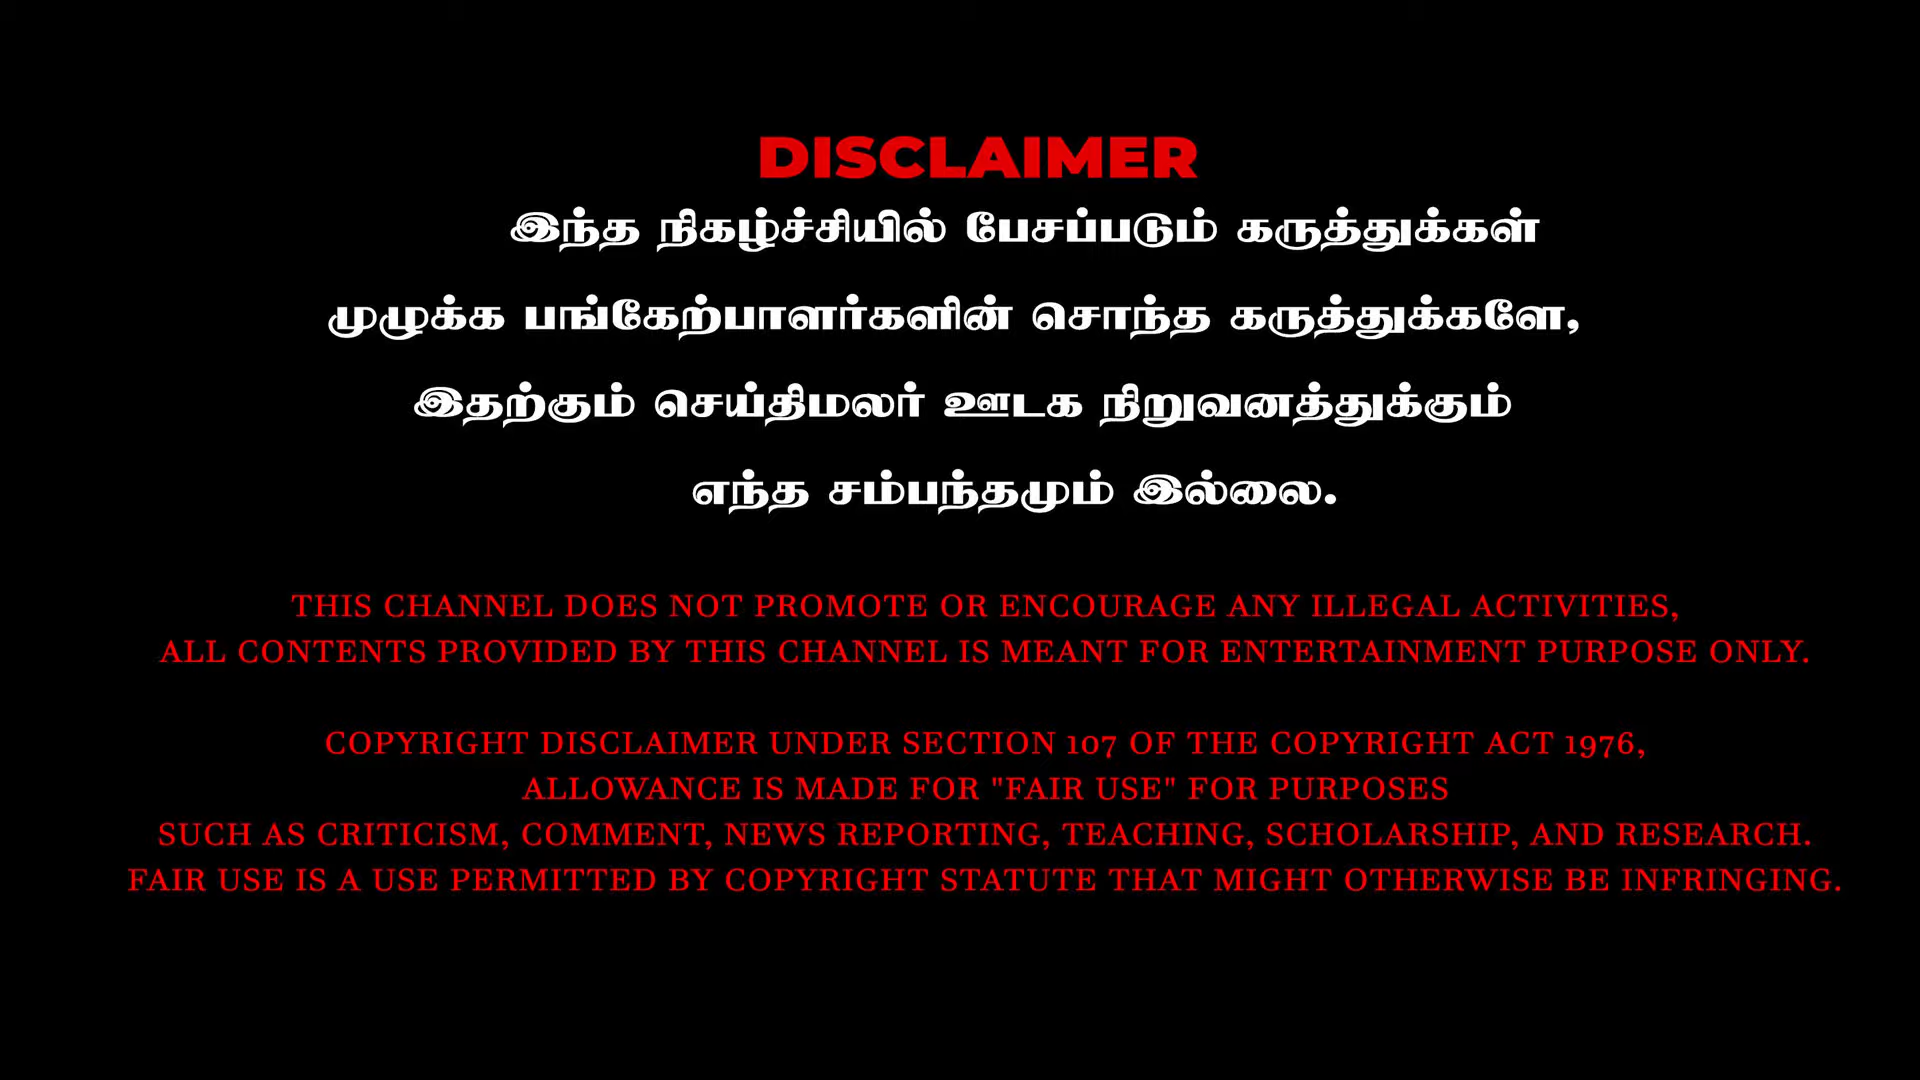 DISCLAIMER
இந்த நிகழ்ச்சியில் பேசப்படும் கருத்துக்கள்
முழுக்க பங்கேற்பாளர்களின் சொந்த கருத்துக்களே,
இதற்கும் செய்திமலர் ஊடக நிறுவனத்துக்கும்
எந்த சம்பந்தமும் இல்லை.
THIS CHANNEL DOES NOT PROMOTE OR ENCOURAGE ANY ILLEGAL ACTIVITIES,
ALL CONTENTS PROVIDED BY THIS CHANNEL IS MEANT FOR ENTERTAINMENT PURPOSE ONLY.
COPYRIGHT DISCLAIMER UNDER SECTION 107 OF THE COPYRIGHT ACT 1976,
ALLOWANCE IS MADE FOR "FAIR USE" FOR PURPOSES
SUCH AS CRITICISM, COMMENT, NEWS REPORTING, TEACHING, SCHOLARSHIP, AND RESEARCH.
FAIR USE IS A USE PERMITTED BY COPYRIGHT STATUTE THAT MIGHT OTHERWISE BE INFRINGING.